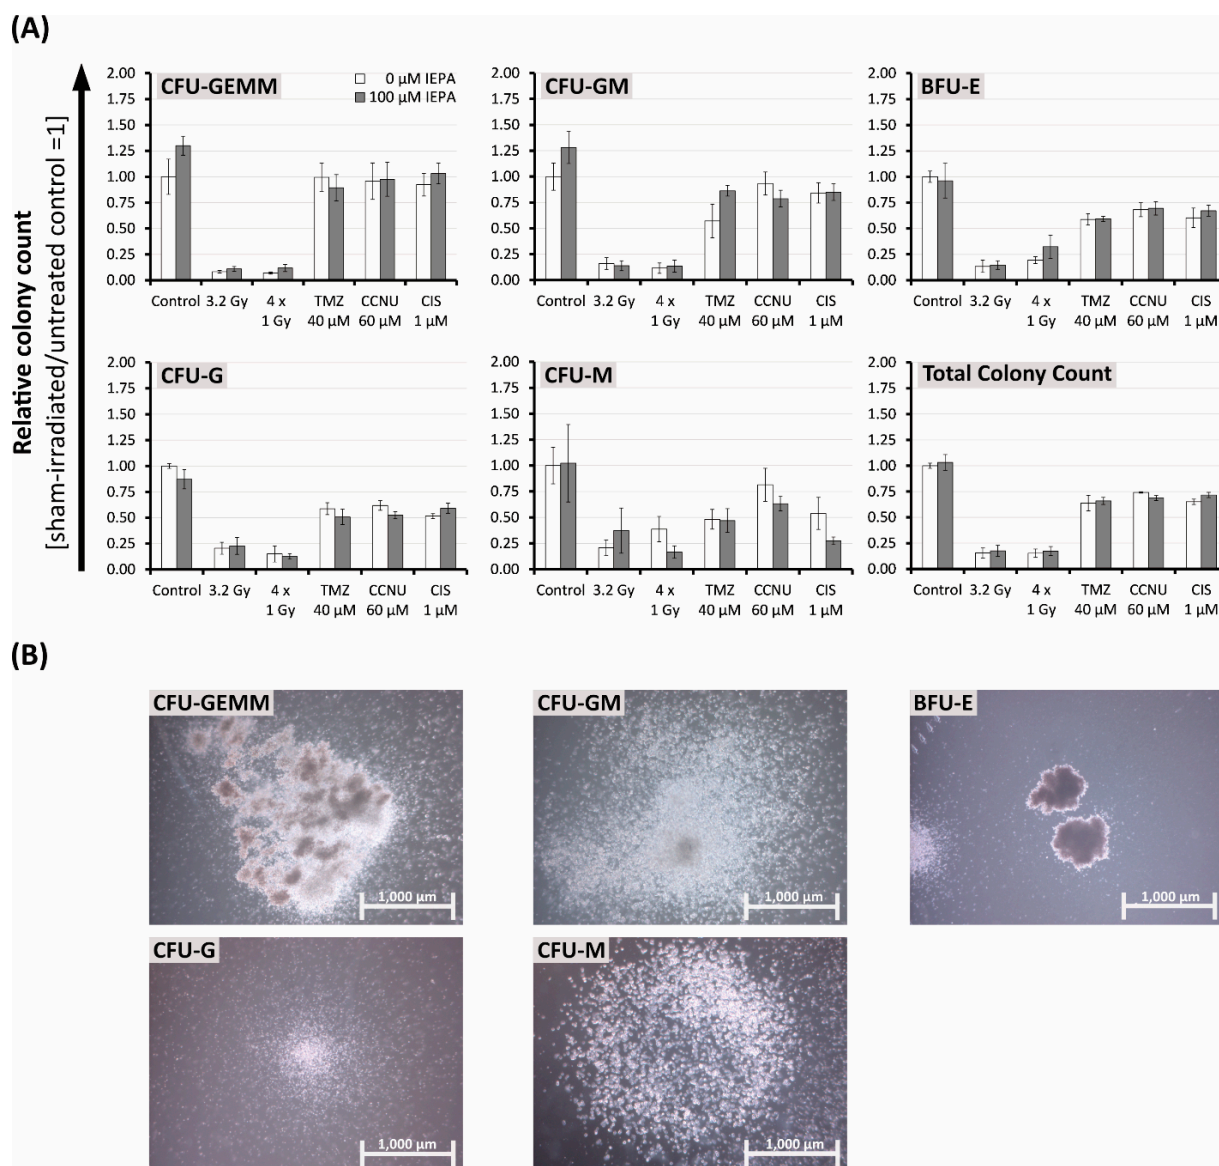 (A)
Relative colony count
[sham-irradiated/untreated control =1]
CFU-GEMM
0 µM IEPA
100 µM IEPA
2.00
1.75
1.50
1.25
1.00
0.75
0.50
0.25
0.00
Control 3.2 Gy 4 x TMZ CCNU CIS
1 Gy 40 µM 60 µM 1 µM
CFU-GM
2.00
1.75
1.50
1.25
1.00
0.75
0.50
0.25
0.00
Control 3.2 Gy 4 x TMZ CCNU CIS
1 Gy 40 µM 60 µM 1 µM
BFU-E
2.00
1.75
1.50
1.25
1.00
0.75
0.50
0.25
0.00
Control 3.2 Gy 4 x TMZ CCNU CIS
1 Gy 40 µM 60 µM 1 µM
CFU-G
2.00
1.75
1.50
1.25
1.00
0.75
0.50
0.25
0.00
Control 3.2 Gy 4 x TMZ CCNU CIS
1 Gy 40 µM 60 µM 1 µM
CFU-M
2.00
1.75
1.50
1.25
1.00
0.75
0.50
0.25
0.00
Control 3.2 Gy 4 x TMZ CCNU CIS
1 Gy 40 µM 60 µM 1 µM
Total Colony Count
2.00
1.75
1.50
1.25
1.00
0.75
0.50
0.25
0.00
Control 3.2 Gy 4 x TMZ CCNU CIS
1 Gy 40 µM 60 µM 1 µM
(B)
CFU-GEMM
1,000 µm
CFU-GM
1,000 µm
BFU-E
1,000 µm
CFU-G
1,000 µm
CFU-M
1,000 µm